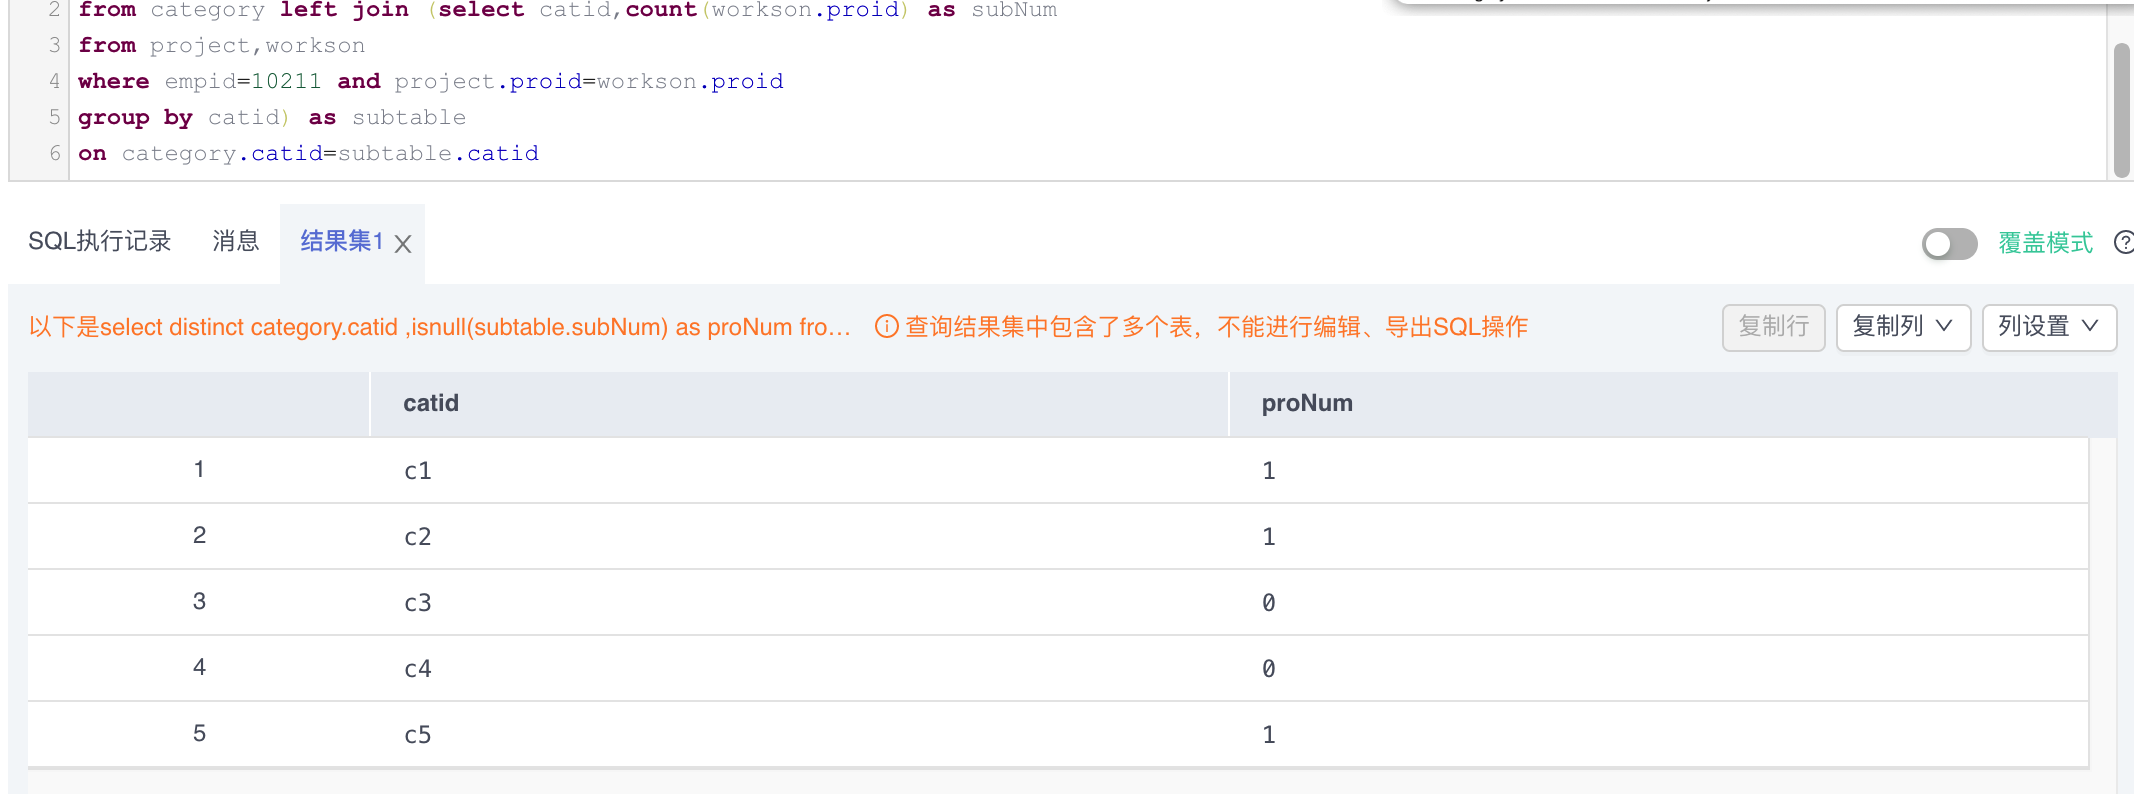 2 from category left join (select catid,count(workson.proid) as subNum
3 from project,workson
4 where empid=10211 and project.proid=workson.proid
5 group by catid) as subtable
6 on category.catid=subtable.catid
SQL执行记录 消息 结果集1 X 覆盖模式 ?
以下是select distinct category.catid ,isnull(subtable.subNum) as proNum fro... 查询结果集中包含了多个表，不能进行编辑、导出SQL操作 复制行 复制列 列设置
catid proNum
1 c1 1
2 c2 1
3 c3 0
4 c4 0
5 c5 1